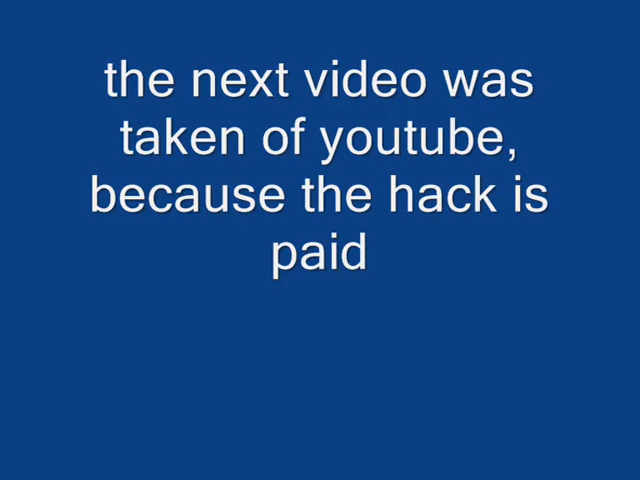 the next video was
taken of youtube,
because the hack is
paid